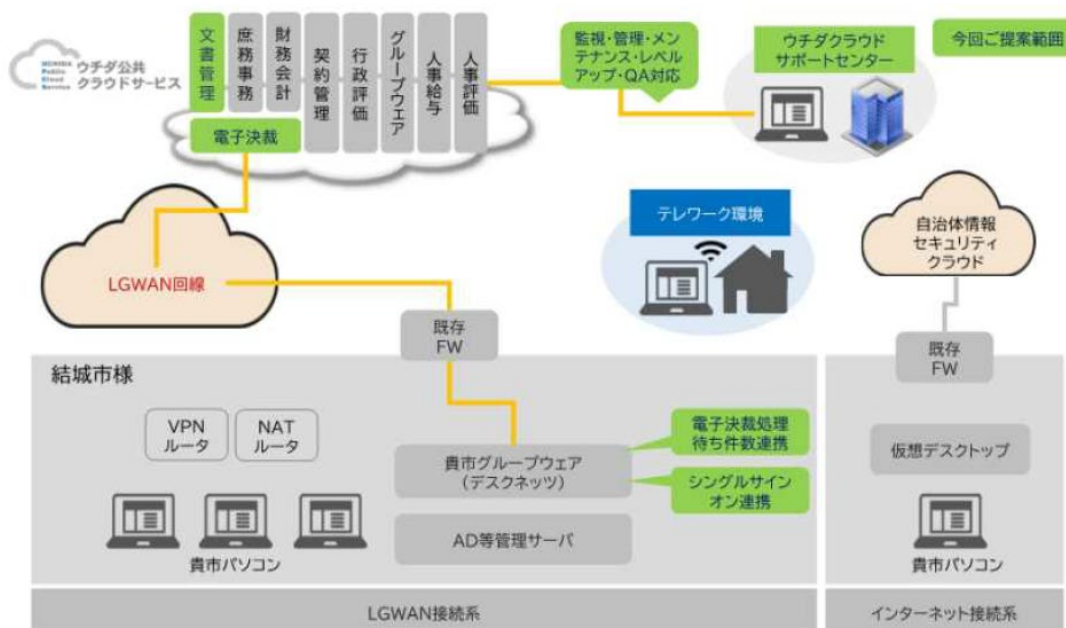 UCHIDA
Public
Cloud
Service
ウチダ公共
クラウドサービス
文書管理
庶務事務
財務会計
契約管理
行政評価
グループウェア
人事給与
人事評価
電子決裁
監視・管理・メン
テナンス・レベル
アップ・QA対応
ウチダクラウド
サポートセンター
今回ご提案範囲
テレワーク環境
自治体情報
セキュリティ
クラウド
LGWAN回線
既存
FW
既存
FW
結城市様
VPN
ルータ
NAT
ルータ
貴市グループウェア
(デスクネッツ)
電子決裁処理
待ち件数連携
シングルサイン
オン連携
AD等管理サーバ
貴市パソコン
仮想デスクトップ
貴市パソコン
LGWAN接続系
インターネット接続系